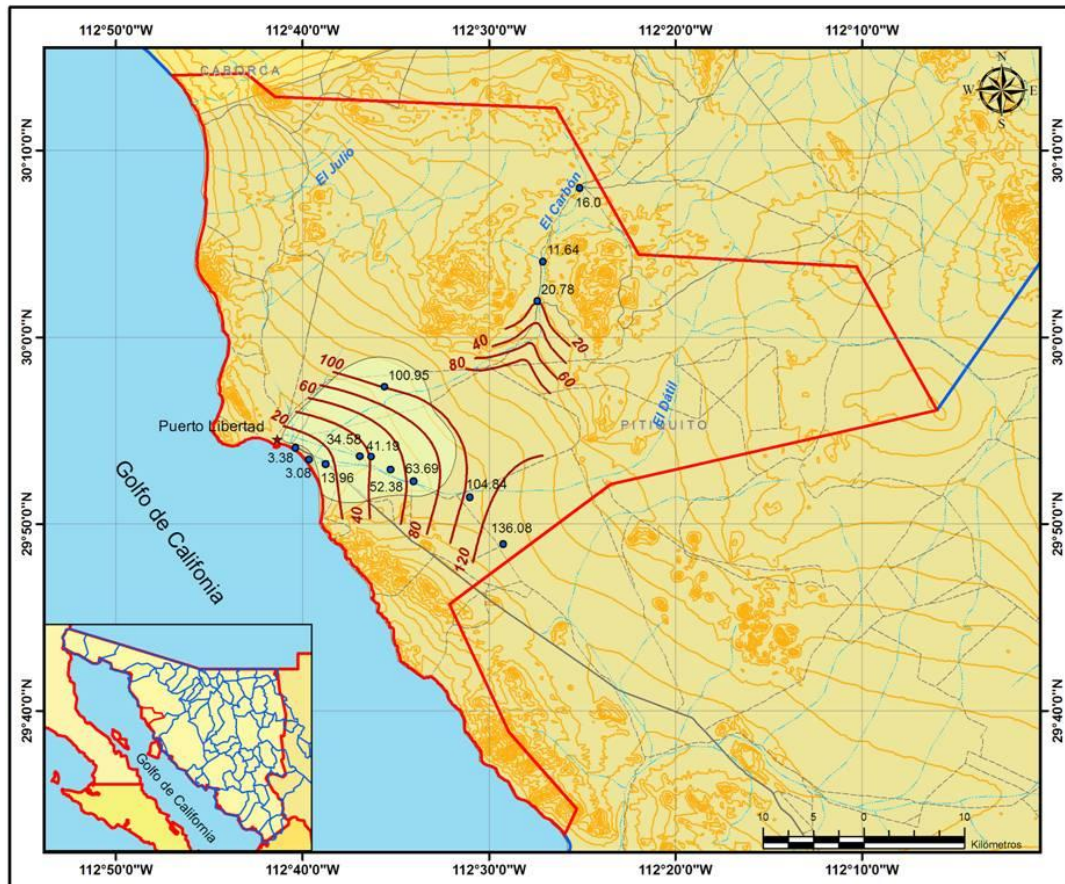 112°50'0"W 112°40'0"W 112°30'0"W 112°20'0"W 112°10'0"W
CABORCA
N
W E
S
30°10'0"N 30°10'0"N
El Julio
El Carbón
16.0
11.64
20.78
30°0'0"N 30°0'0"N
40 20
80 60
100
100.95
60
El Dátil
20
PITIQUITO
Puerto Libertad
34.58 41.19
3.38
3.08
13.96
52.38
63.69
104.84
136.08
40
80
120
29°50'0"N 29°50'0"N
Golfo de Califonia
29°40'0"N 29°40'0"N
Golfo de California
10 5 0 10
Kilómetros
112°50'0"W 112°40'0"W 112°30'0"W 112°20'0"W 112°10'0"W